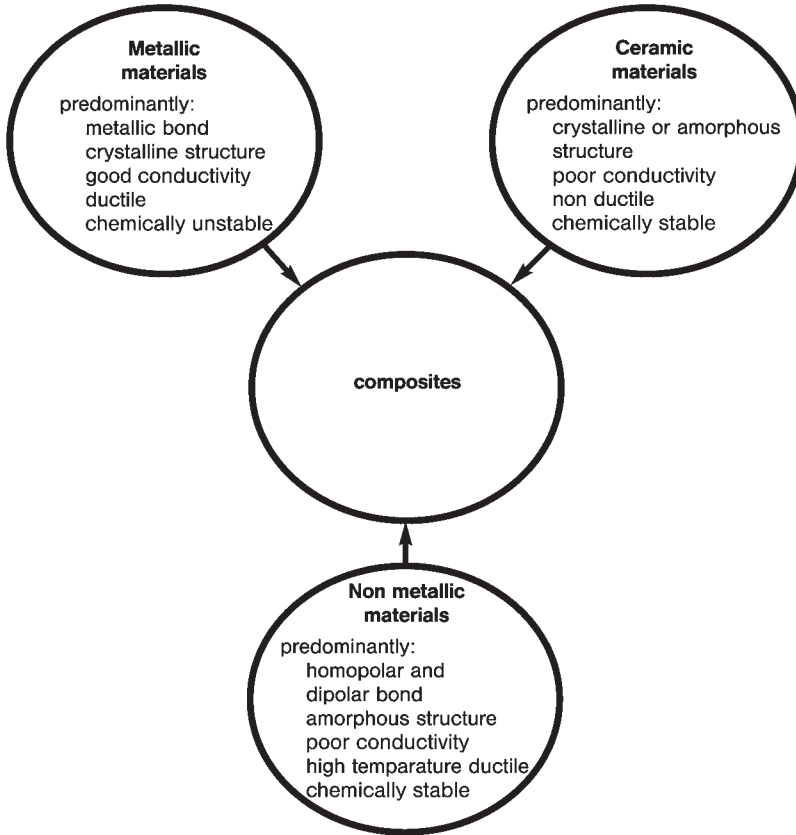 Metallic
materials
predominantly:
metallic bond
crystalline structure
good conductivity
ductile
chemically unstable
Ceramic
materials
predominantly:
crystalline or amorphous
structure
poor conductivity
non ductile
chemically stable
composites
Non metallic
materials
predominantly:
homopolar and
dipolar bond
amorphous structure
poor conductivity
high temparature ductile
chemically stable